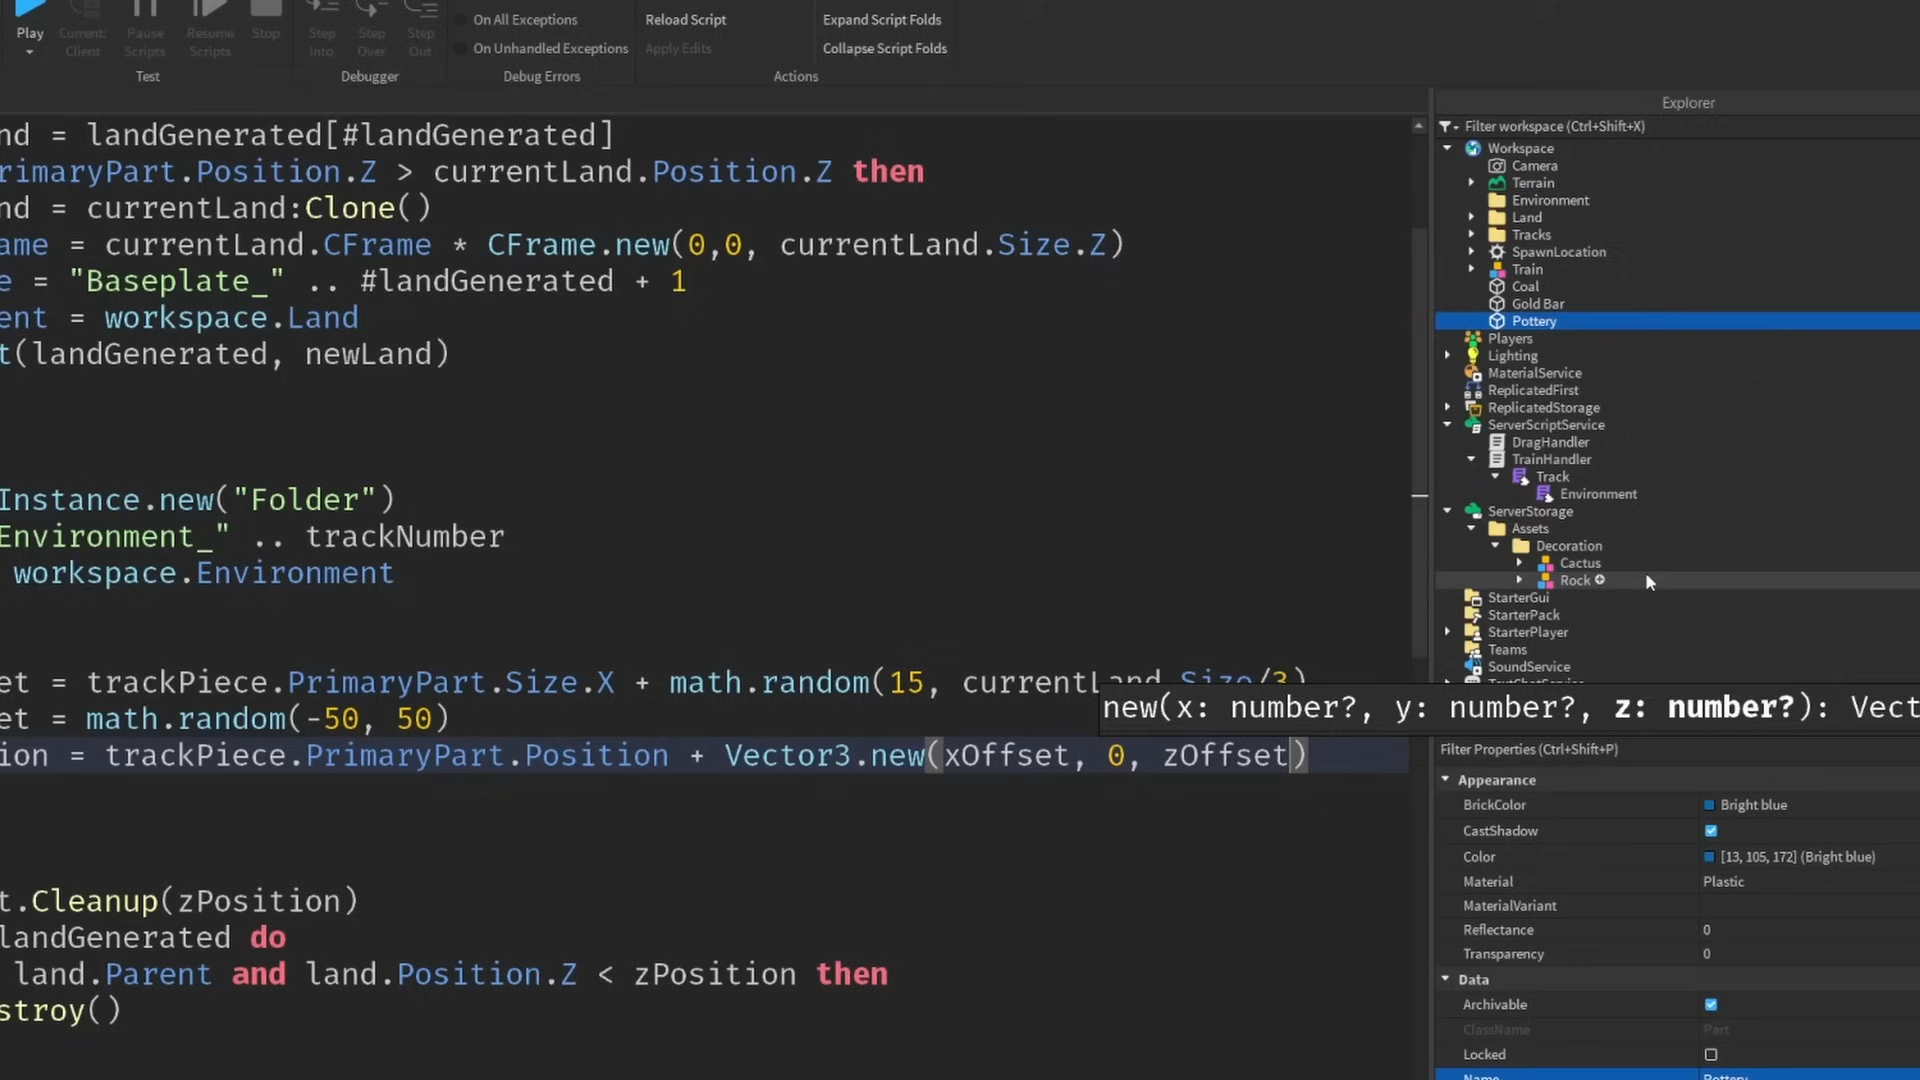 Play
Current:
Client
Pause
Scripts
Resume
Scripts
Stop
Step
Into
Step
Over
Step
Out
On All Exceptions
On Unhandled Exceptions
Reload Script
Apply Edits
Expand Script Folds
Collapse Script Folds
Test
Debugger
Debug Errors
Actions
nd = landGenerated[#landGenerated]
rimaryPart.Position.Z > currentLand.Position.Z then
nd = currentLand:Clone()
ame = currentLand.CFrame * CFrame.new(0,0, currentLand.Size.Z)
e = "Baseplate_" .. #landGenerated + 1
ent = workspace.Land
t(landGenerated, newLand)
Instance.new("Folder")
Environment_" .. trackNumber
workspace.Environment
et = trackPiece.PrimaryPart.Size.X + math.random(15, currentLand.Size/3)
et = math.random(-50, 50)
new(x: number?, y: number?, z: number?): Vect
ion = trackPiece.PrimaryPart.Position + Vector3.new(xOffset, 0, zOffset)
t.Cleanup(zPosition)
landGenerated do
land.Parent and land.Position.Z < zPosition then
stroy()
Explorer
Filter workspace (Ctrl+Shift+X)
Workspace
Camera
Terrain
Environment
Land
Tracks
SpawnLocation
Train
Coal
Gold Bar
Pottery
Players
Lighting
MaterialService
ReplicatedFirst
ReplicatedStorage
ServerScriptService
DragHandler
TrainHandler
Track
Environment
ServerStorage
Assets
Decoration
Cactus
Rock
StarterGui
StarterPack
StarterPlayer
Teams
SoundService
TextChatService
Filter Properties (Ctrl+Shift+P)
Appearance
BrickColor Bright blue
CastShadow
Color [13, 105, 172] (Bright blue)
Material Plastic
MaterialVariant
Reflectance 0
Transparency 0
Data
Archivable
ClassName Part
Locked
Name Pottery